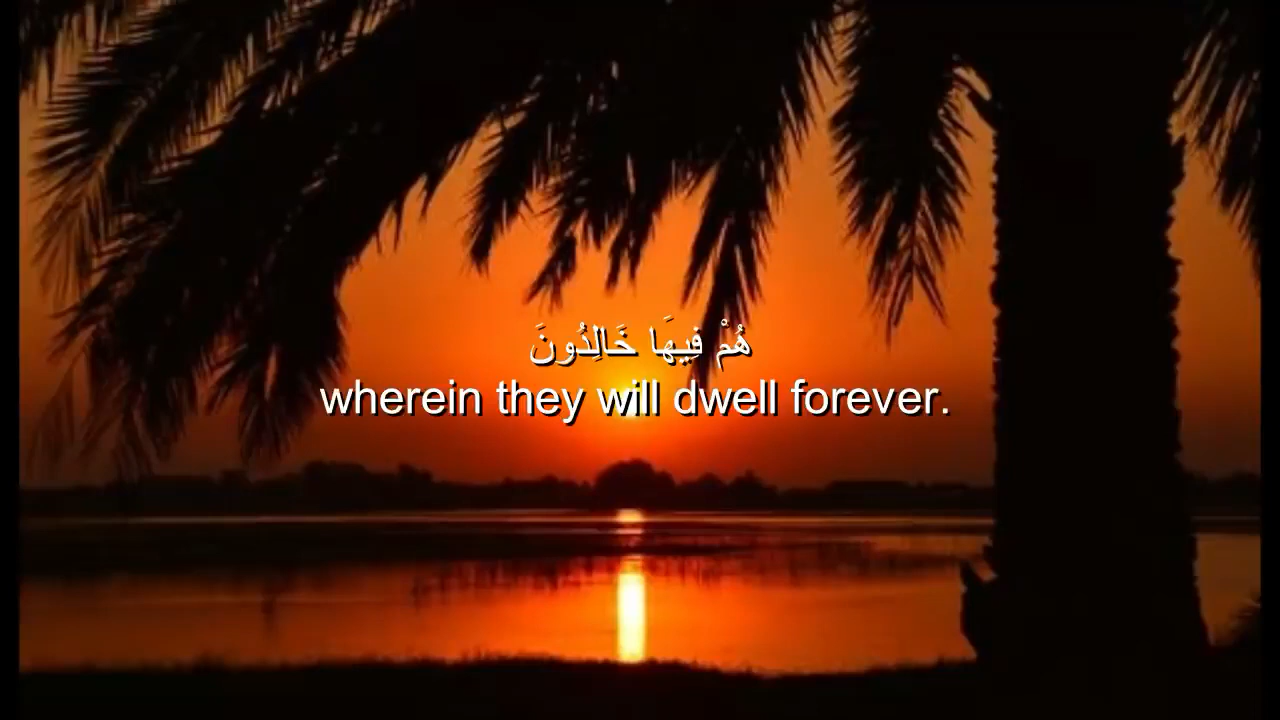 هُمْ فِيهَا خَالِدُونَ
wherein they will dwell forever.